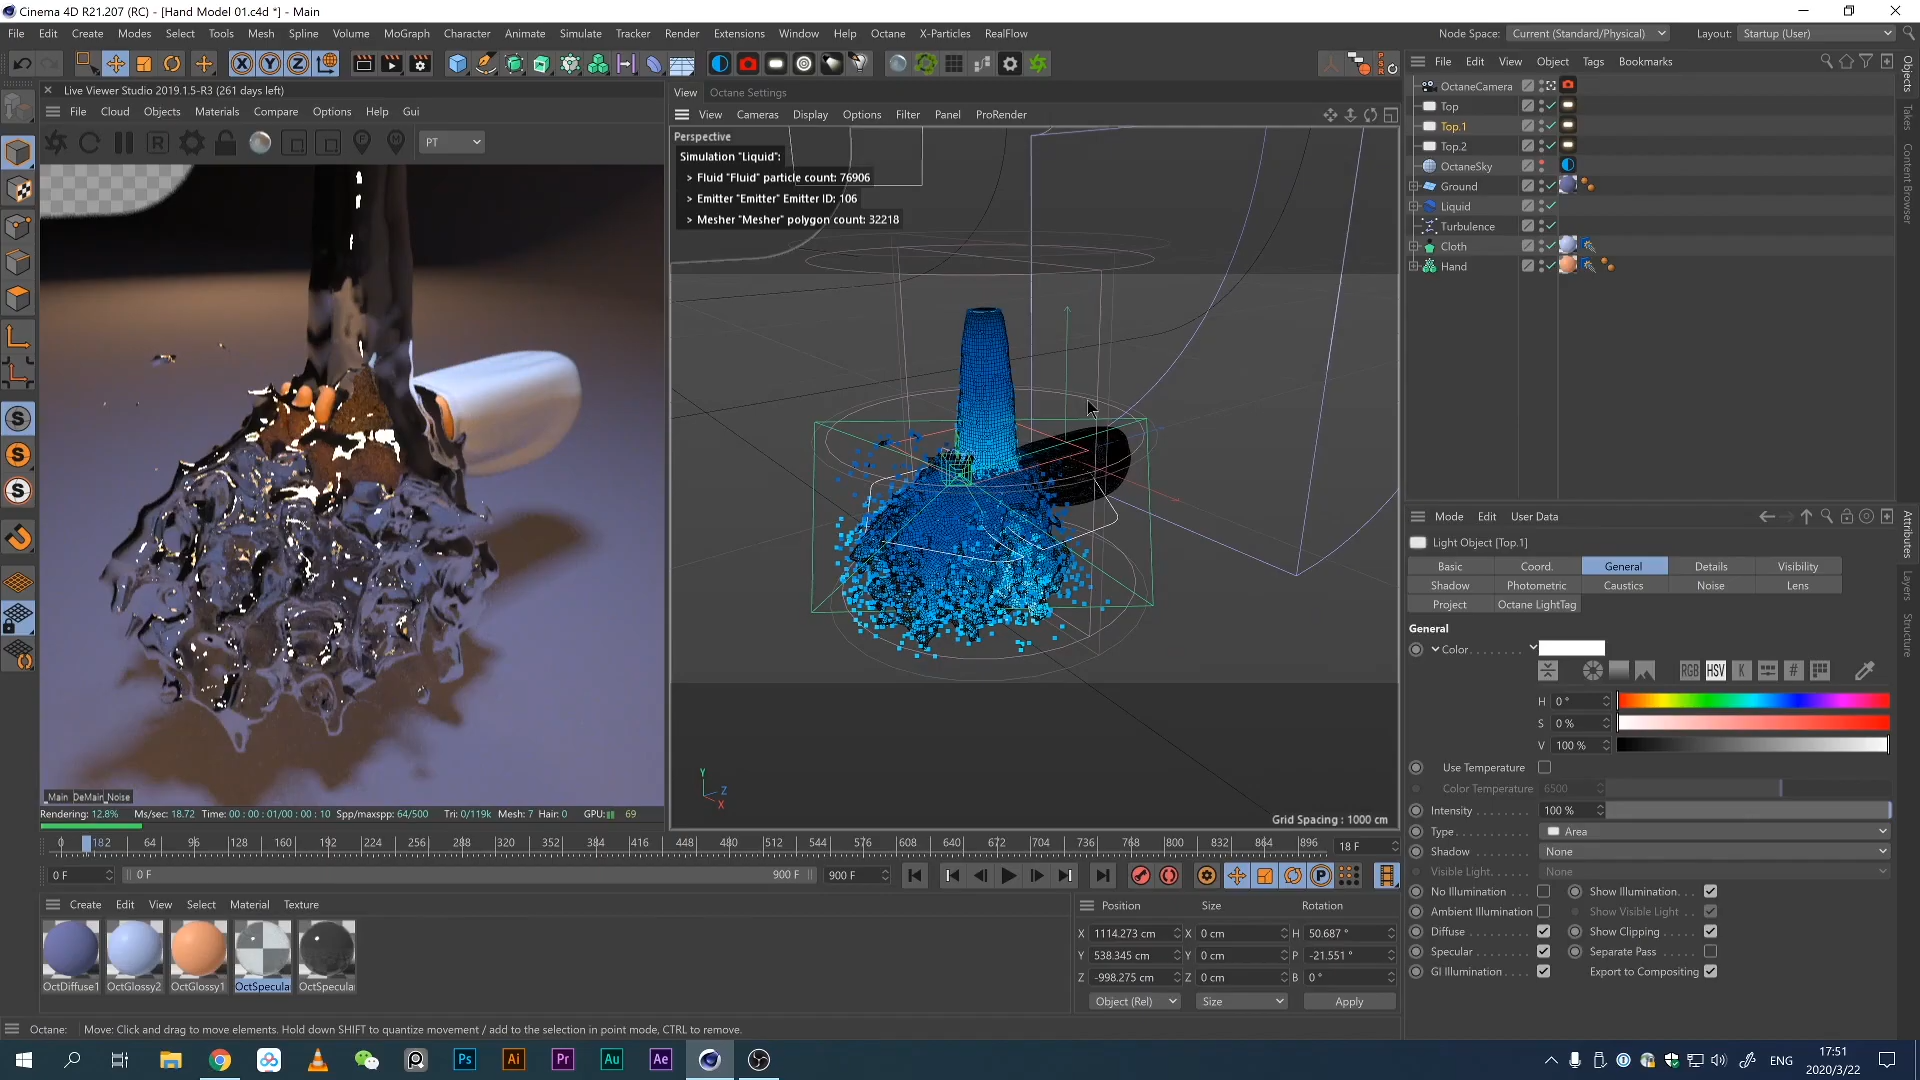 Cinema 4D R21.207 (RC) - [Hand Model 01.c4d *] - Main
File Edit Create Modes Select Tools Mesh Spline Volume MoGraph Character Animate Simulate Tracker Render Extensions Window Help Octane X-Particles RealFlow Node Space: Current (Standard/Physical) Layout: Startup (User)
Live Viewer Studio 2019.1.5-R3 (261 days left)
View Octane Settings
File Edit View Object Tags Bookmarks
File Cloud Objects Materials Compare Options Help Gui
View Cameras Display Options Filter Panel ProRender
PT
Perspective
Simulation "Liquid":
> Fluid "Fluid" particle count: 76906
> Emitter "Emitter" Emitter ID: 106
> Mesher "Mesher" polygon count: 32218
OctaneCamera
Top
Top.1
Top.2
OctaneSky
Ground
Liquid
Turbulence
Cloth
Hand
Objects
Takes
Content Browser
Attributes
Layers
Structure
Mode Edit User Data
Light Object [Top.1]
Basic Coord. General Details Visibility
Shadow Photometric Caustics Noise Lens
Project Octane LightTag
General
Color
RGB HSV K #
H 0 °
S 0 %
V 100 %
Use Temperature
Color Temperature 6500
Intensity 100 %
Type Area
Shadow None
Visible Light None
No Illumination Show Illumination
Ambient Illumination Show Visible Light
Diffuse Show Clipping
Specular Separate Pass
GI Illumination Export to Compositing
Y
Z
X
Grid Spacing : 1000 cm
Main DeMain Noise
Rendering: 12.8% Ms/sec: 18.72 Time: 00 : 00 : 01/00 : 00 : 10 Spp/maxspp: 64/500 Tri: 0/119k Mesh: 7 Hair: 0 GPU: 69
0 182 64 96 128 160 192 224 256 288 320 352 384 416 448 480 512 544 576 608 640 672 704 736 768 800 832 864 896 18 F
0 F 0 F 900 F 900 F
Create Edit View Select Material Texture
OctDiffuse1 OctGlossy2 OctGlossy1 OctSpecula OctSpecula
Position Size Rotation
X 1114.273 cm X 0 cm H 50.687 °
Y 538.345 cm Y 0 cm P -21.551 °
Z -998.275 cm Z 0 cm B 0 °
Object (Rel) Size Apply
Octane: Move: Click and drag to move elements. Hold down SHIFT to quantize movement / add to the selection in point mode, CTRL to remove.
Ps Ai Pr Au Ae
ENG
17:51
2020/3/22